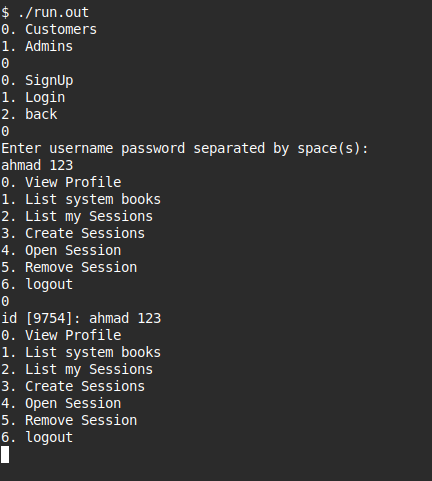 $ ./run.out
0. Customers
1. Admins
0
0. SignUp
1. Login
2. back
0
Enter username password separated by space(s):
ahmad 123
0. View Profile
1. List system books
2. List my Sessions
3. Create Sessions
4. Open Session
5. Remove Session
6. logout
0
id [9754]: ahmad 123
0. View Profile
1. List system books
2. List my Sessions
3. Create Sessions
4. Open Session
5. Remove Session
6. logout